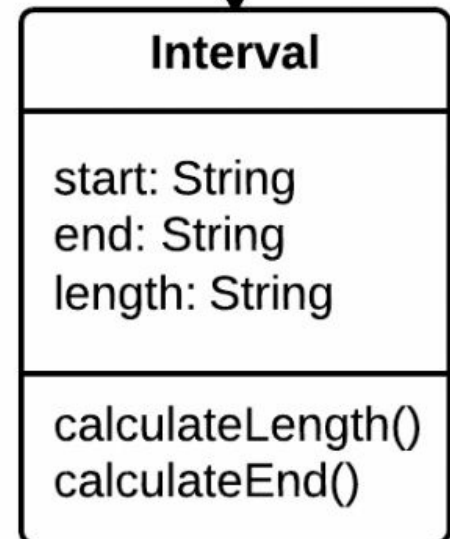 Interval
start: String
end: String
length: String
calculateLength()
calculateEnd()